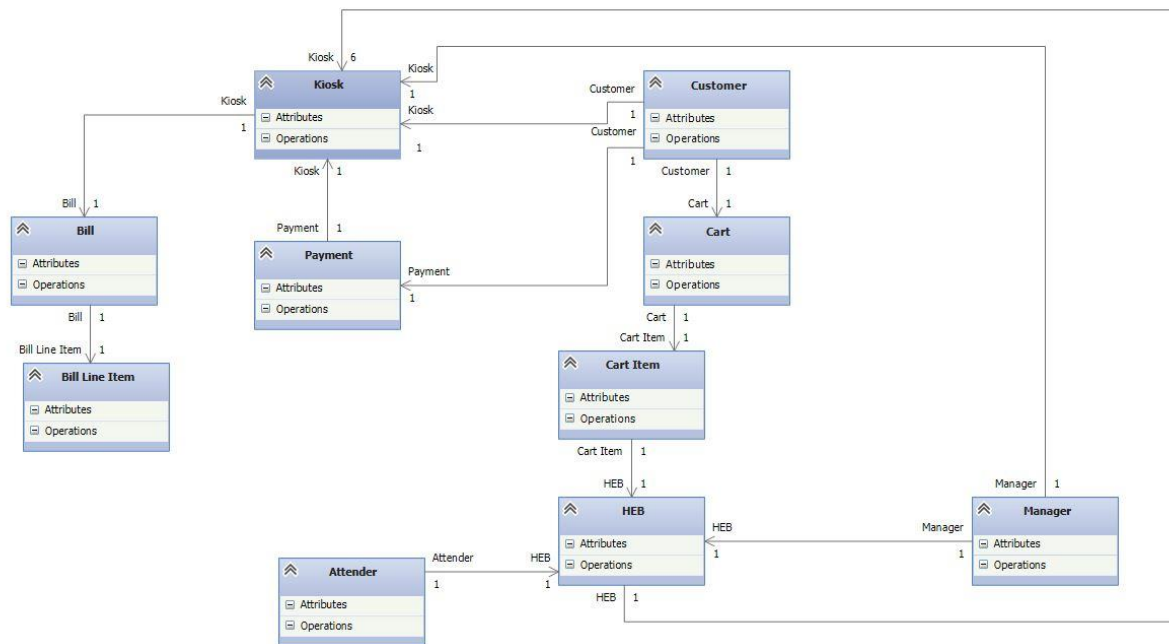 Kiosk 6
Kiosk
Kiosk
Attributes
Operations
1
Kiosk
1
Customer
1
Customer
1
Customer
Attributes
Operations
Kiosk
1
Kiosk 1
Customer 1
Bill 1
Bill
Attributes
Operations
Payment 1
Payment
Attributes
Operations
Payment
1
Cart 1
Cart
Attributes
Operations
Bill 1
Bill Line Item 1
Bill Line Item
Attributes
Operations
Cart 1
Cart Item 1
Cart Item
Attributes
Operations
Cart Item 1
HEB 1
HEB
Attributes
Operations
HEB
1
Manager
1
Manager 1
Manager
Attributes
Operations
Attender
1
HEB
1
HEB 1
Attender
Attributes
Operations